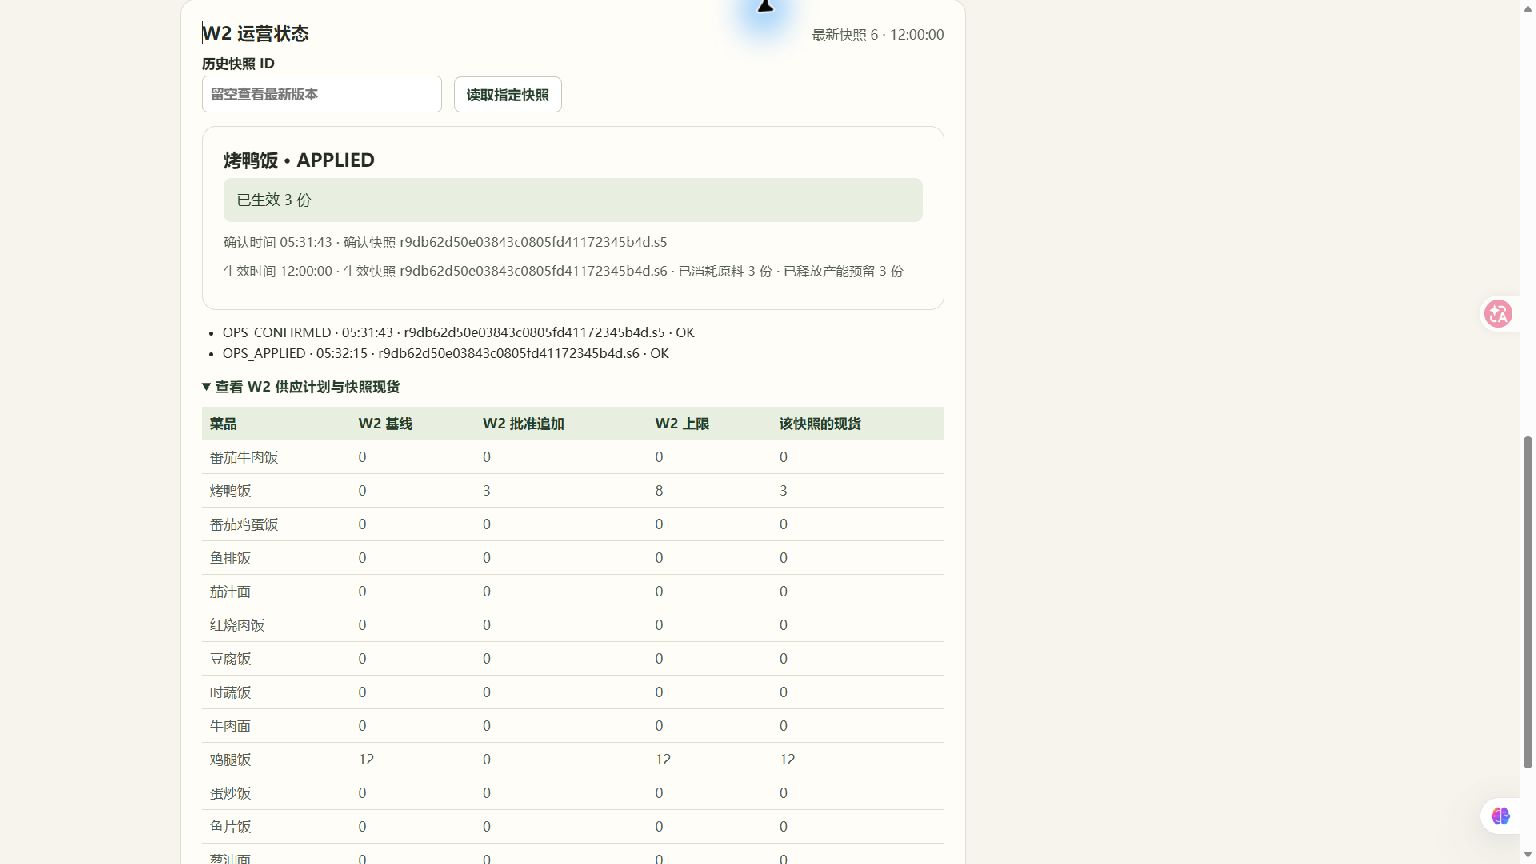 W2 运营状态
最新快照 6 · 12:00:00
历史快照 ID
留空查看最新版本
读取指定快照
烤鸭饭 • APPLIED
已生效 3 份
确认时间 05:31:43 · 确认快照 r9db62d50e03843c0805fd41172345b4d.s5
生效时间 12:00:00 · 生效快照 r9db62d50e03843c0805fd41172345b4d.s6 · 已消耗原料 3 份 · 已释放产能预留 3 份
• OPS_CONFIRMED · 05:31:43 · r9db62d50e03843c0805fd41172345b4d.s5 · OK
• OPS_APPLIED · 05:32:15 · r9db62d50e03843c0805fd41172345b4d.s6 · OK
▼ 查看 W2 供应计划与快照现货
菜品 W2 基线 W2 批准追加 W2 上限 该快照的现货
番茄牛肉饭 0 0 0 0
烤鸭饭 0 3 8 3
番茄鸡蛋饭 0 0 0 0
鱼排饭 0 0 0 0
茄汁面 0 0 0 0
红烧肉饭 0 0 0 0
豆腐饭 0 0 0 0
时蔬饭 0 0 0 0
牛肉面 0 0 0 0
鸡腿饭 12 0 12 12
蛋炒饭 0 0 0 0
鱼片饭 0 0 0 0
葱油面 0 0 0 0